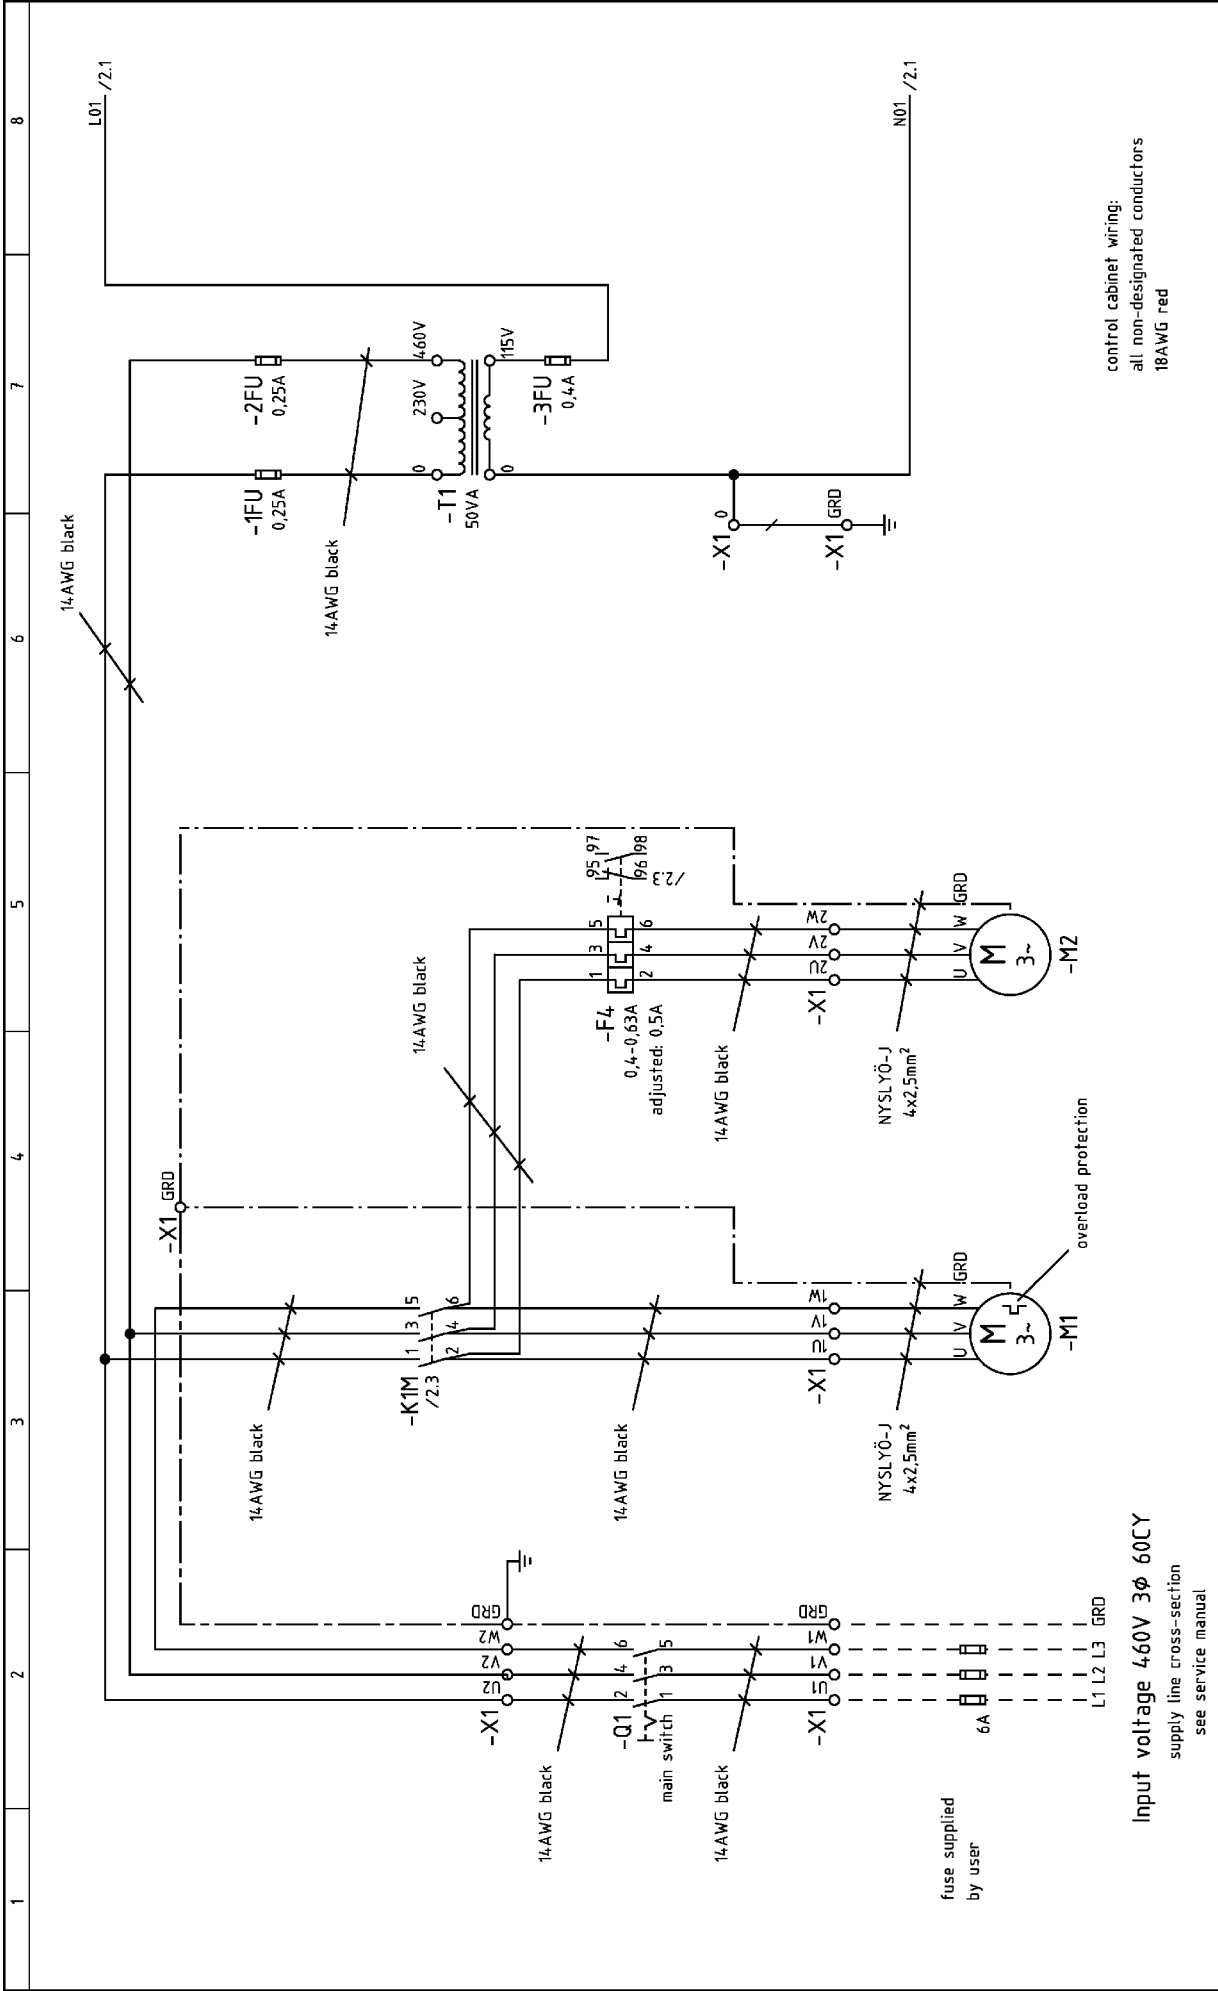 1
2
3
4
5
6
7
8
L01 /2.1
14AWG black
-1FU
0,25A
-2FU
0,25A
14AWG black
0
230V
460V
-T1
50VA
0
115V
-3FU
0,4A
-X1
0
-X1
GRD
N01 /2.1
control cabinet wiring:
all non-designated conductors
18AWG red
-X1
GRD
14AWG black
-K1M
/2.3
1
3
5
2
4
6
14AWG black
14AWG black
-X1
1U
1V
1W
NYSLYÖ-J
4x2,5mm²
U
V
W
GRD
M
3~
-M1
overload protection
-F4
0,4-0,63A
adjusted: 0,5A
1
3
5
2
4
6
95
97
96
98
/2.3
14AWG black
-X1
2U
2V
2W
NYSLYÖ-J
4x2,5mm²
U
V
W
GRD
M
3~
-M2
-X1
U2
V2
W2
GRD
14AWG black
-Q1
2
4
6
1
3
5
main switch
14AWG black
-X1
U1
V1
W1
GRD
fuse supplied
by user
6A
L1 L2 L3 GRD
Input voltage 460V 3Ø 60CY
supply line cross-section
see service manual